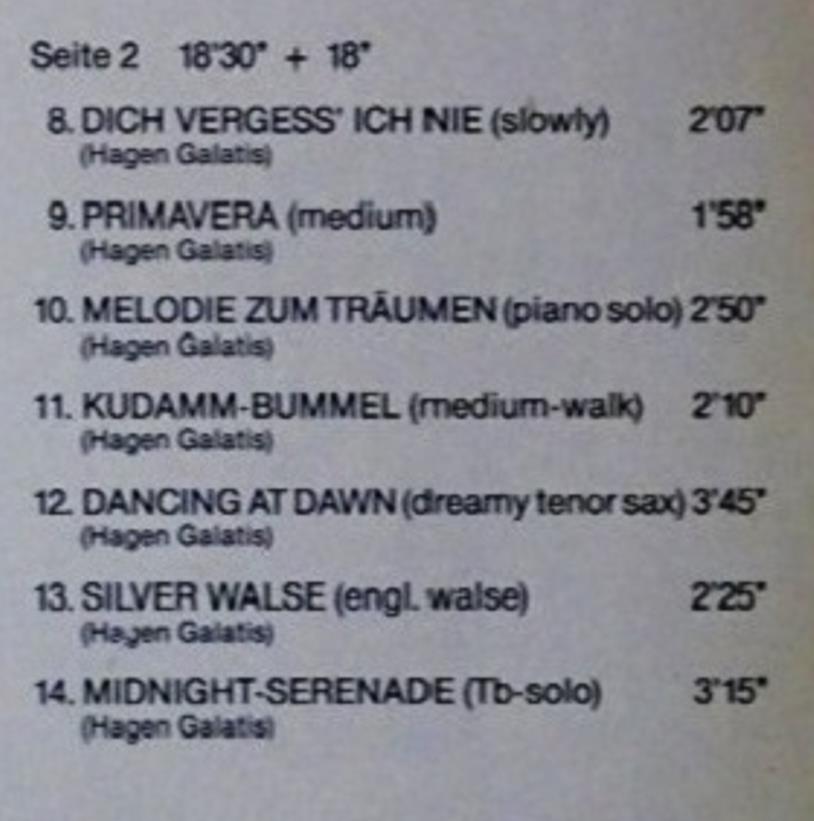 Seite 2 18'30" + 18"
8. DICH VERGESS' ICH NIE (slowly) 2'07"
(Hagen Galatis)
9. PRIMAVERA (medium) 1'58"
(Hagen Galatis)
10. MELODIE ZUM TRÄUMEN (piano solo) 2'50"
(Hagen Galatis)
11. KUDAMM-BUMMEL (medium-walk) 2'10"
(Hagen Galatis)
12. DANCING AT DAWN (dreamy tenor sax) 3'45"
(Hagen Galatis)
13. SILVER WALSE (engl. walse) 2'25"
(Hagen Galatis)
14. MIDNIGHT-SERENADE (Tb-solo) 3'15"
(Hagen Galatis)